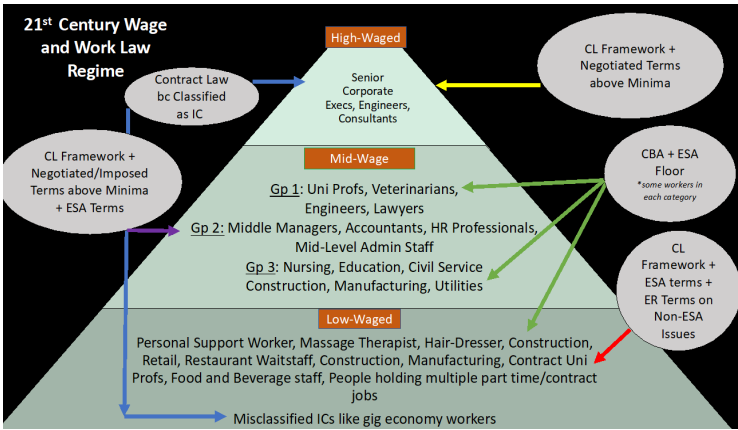 21st Century Wage
and Work Law
Regime
High-Waged
Senior
Corporate
Execs, Engineers,
Consultants
Contract Law
bc Classified
as IC
CL Framework +
Negotiated Terms
above Minima
CL Framework +
Negotiated/Imposed
Terms above Minima
+ ESA Terms
Mid-Wage
Gp 1: Uni Profs, Veterinarians,
Engineers, Lawyers
Gp 2: Middle Managers, Accountants, HR Professionals,
Mid-Level Admin Staff
Gp 3: Nursing, Education, Civil Service
Construction, Manufacturing, Utilities
CBA + ESA
Floor
*some workers in
each category
CL
Framework +
ESA terms +
ER Terms on
Non-ESA
Issues
Low-Waged
Personal Support Worker, Massage Therapist, Hair-Dresser, Construction,
Retail, Restaurant Waitstaff, Construction, Manufacturing, Contract Uni
Profs, Food and Beverage staff, People holding multiple part time/contract
jobs
Misclassified ICs like gig economy workers